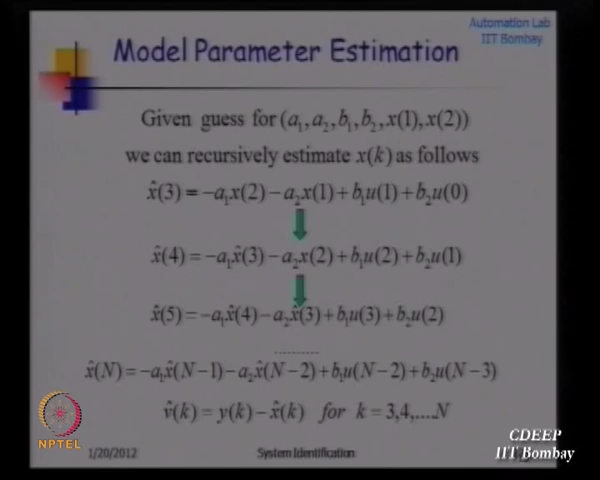 Automation Lab
IIT Bombay
Model Parameter Estimation
Given guess for (a₁, a₂, b₁, b₂, x(1), x(2))
we can recursively estimate x(k) as follows
x̂(3) = −a₁x(2) − a₂x(1) + b₁u(1) + b₂u(0)
x̂(4) = −a₁x̂(3) − a₂x(2) + b₁u(2) + b₂u(1)
x̂(5) = −a₁x̂(4) − a₂x̂(3) + b₁u(3) + b₂u(2)
...............
x̂(N) = −a₁x̂(N−1) − a₂x̂(N−2) + b₁u(N−2) + b₂u(N−3)
v̂(k) = y(k) − x̂(k) for k = 3,4,....N
NPTEL
1/20/2012
System Identification
CDEEP
IIT Bombay